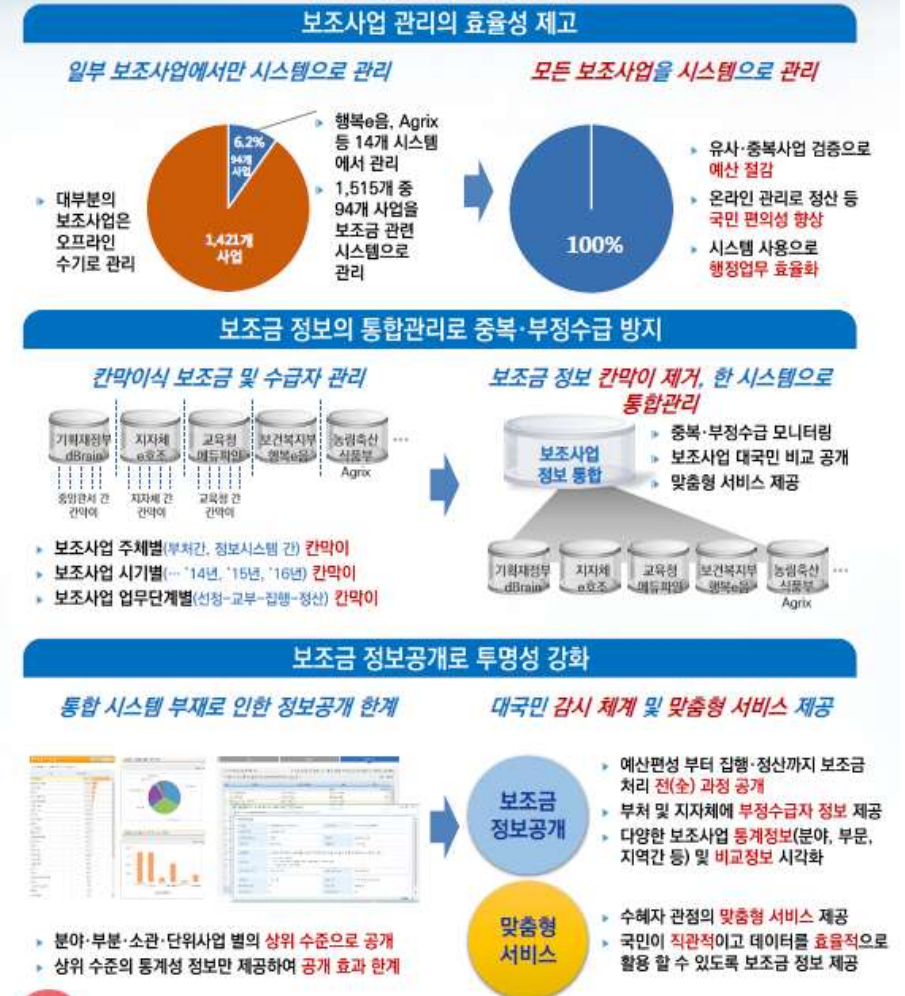 보조사업 관리의 효율성 제고
일부 보조사업에서만 시스템으로 관리
대부분의
보조사업은
오프라인
수기로 관리
6.2%
94개
사업
1,421개
사업
행복e음, Agrix
등 14개 시스템
에서 관리
1,515개 중
94개 사업을
보조금 관련
시스템으로
관리
모든 보조사업을 시스템으로 관리
100%
유사·중복사업 검증으로
예산 절감
온라인 관리로 정산 등
국민 편의성 향상
시스템 사용으로
행정업무 효율화
보조금 정보의 통합관리로 중복·부정수급 방지
칸막이식 보조금 및 수급자 관리
기획재정부
dBrain
지자체
e호조
교육청
에듀파인
보건복지부
행복e음
농림축산
식품부
Agrix
...
중앙관서 간
칸막이
지자체 간
칸막이
교육청 간
칸막이
보조사업 주체별(부처간, 정보시스템 간) 칸막이
보조사업 시기별(… '14년, '15년, '16년) 칸막이
보조사업 업무단계별(선정-교부-집행-정산) 칸막이
보조금 정보 칸막이 제거, 한 시스템으로
통합관리
보조사업
정보 통합
중복·부정수급 모니터링
보조사업 대국민 비교 공개
맞춤형 서비스 제공
기획재정부
dBrain
지자체
e호조
교육청
에듀파인
보건복지부
행복e음
농림축산
식품부
Agrix
...
보조금 정보공개로 투명성 강화
통합 시스템 부재로 인한 정보공개 한계
분야·부분·소관·단위사업 별의 상위 수준으로 공개
상위 수준의 통계성 정보만 제공하여 공개 효과 한계
대국민 감시 체계 및 맞춤형 서비스 제공
보조금
정보공개
예산편성 부터 집행·정산까지 보조금
처리 전(全) 과정 공개
부처 및 지자체에 부정수급자 정보 제공
다양한 보조사업 통계정보(분야, 부문,
지역간 등) 및 비교정보 시각화
맞춤형
서비스
수혜자 관점의 맞춤형 서비스 제공
국민이 직관적이고 데이터를 효율적으로
활용 할 수 있도록 보조금 정보 제공